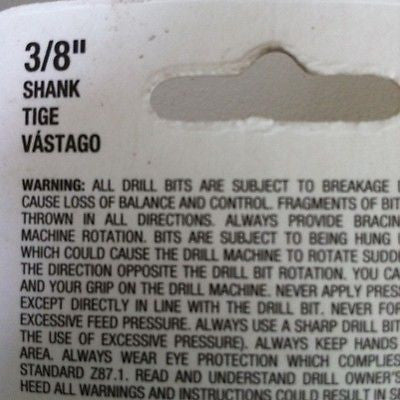 3/8"
SHANK
TIGE
VÁSTAGO
WARNING: ALL DRILL BITS ARE SUBJECT TO BREAKAGE
CAUSE LOSS OF BALANCE AND CONTROL. FRAGMENTS OF BIT
THROWN IN ALL DIRECTIONS. ALWAYS PROVIDE BRACIN
MACHINE ROTATION. BITS ARE SUBJECT TO BEING HUNG
WHICH COULD CAUSE THE DRILL MACHINE TO ROTATE SUDD
THE DIRECTION OPPOSITE THE DRILL BIT ROTATION. YOU CA
AND YOUR GRIP ON THE DRILL MACHINE. NEVER APPLY PRES
EXCEPT DIRECTLY IN LINE WITH THE DRILL BIT. NEVER FOR
EXCESSIVE FEED PRESSURE. ALWAYS USE A SHARP DRILL BIT
THE USE OF EXCESSIVE PRESSURE). ALWAYS KEEP HANDS
AREA. ALWAYS WEAR EYE PROTECTION WHICH COMPLIES
STANDARD Z87.1. READ AND UNDERSTAND DRILL OWNER'S
HEED ALL WARNINGS AND INSTRUCTIONS COULD RESULT IN SE